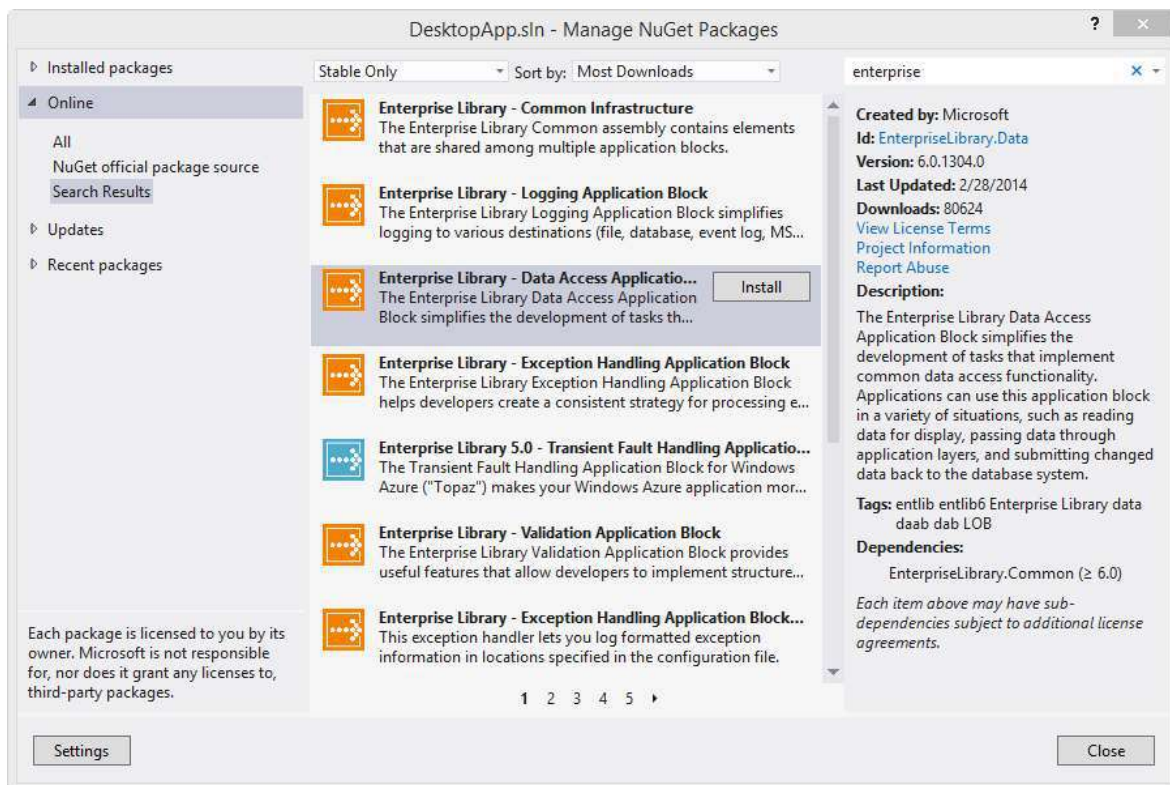 DesktopApp.sln - Manage NuGet Packages
?
Installed packages
Online
All
NuGet official package source
Search Results
Updates
Recent packages
Each package is licensed to you by its
owner. Microsoft is not responsible
for, nor does it grant any licenses to,
third-party packages.
Settings
Stable Only
Sort by: Most Downloads
Enterprise Library - Common Infrastructure
The Enterprise Library Common assembly contains elements
that are shared among multiple application blocks.
Enterprise Library - Logging Application Block
The Enterprise Library Logging Application Block simplifies
logging to various destinations (file, database, event log, MS...
Enterprise Library - Data Access Applicatio...
The Enterprise Library Data Access Application
Block simplifies the development of tasks th...
Install
Enterprise Library - Exception Handling Application Block
The Enterprise Library Exception Handling Application Block
helps developers create a consistent strategy for processing e...
Enterprise Library 5.0 - Transient Fault Handling Applicatio...
The Transient Fault Handling Application Block for Windows
Azure ("Topaz") makes your Windows Azure application mor...
Enterprise Library - Validation Application Block
The Enterprise Library Validation Application Block provides
useful features that allow developers to implement structure...
Enterprise Library - Exception Handling Application Block...
This exception handler lets you log formatted exception
information in locations specified in the configuration file.
1 2 3 4 5
enterprise
Created by: Microsoft
Id: EnterpriseLibrary.Data
Version: 6.0.1304.0
Last Updated: 2/28/2014
Downloads: 80624
View License Terms
Project Information
Report Abuse
Description:
The Enterprise Library Data Access
Application Block simplifies the
development of tasks that implement
common data access functionality.
Applications can use this application block
in a variety of situations, such as reading
data for display, passing data through
application layers, and submitting changed
data back to the database system.
Tags: entlib entlib6 Enterprise Library data
daab dab LOB
Dependencies:
EnterpriseLibrary.Common (≥ 6.0)
Each item above may have sub-
dependencies subject to additional license
agreements.
Close